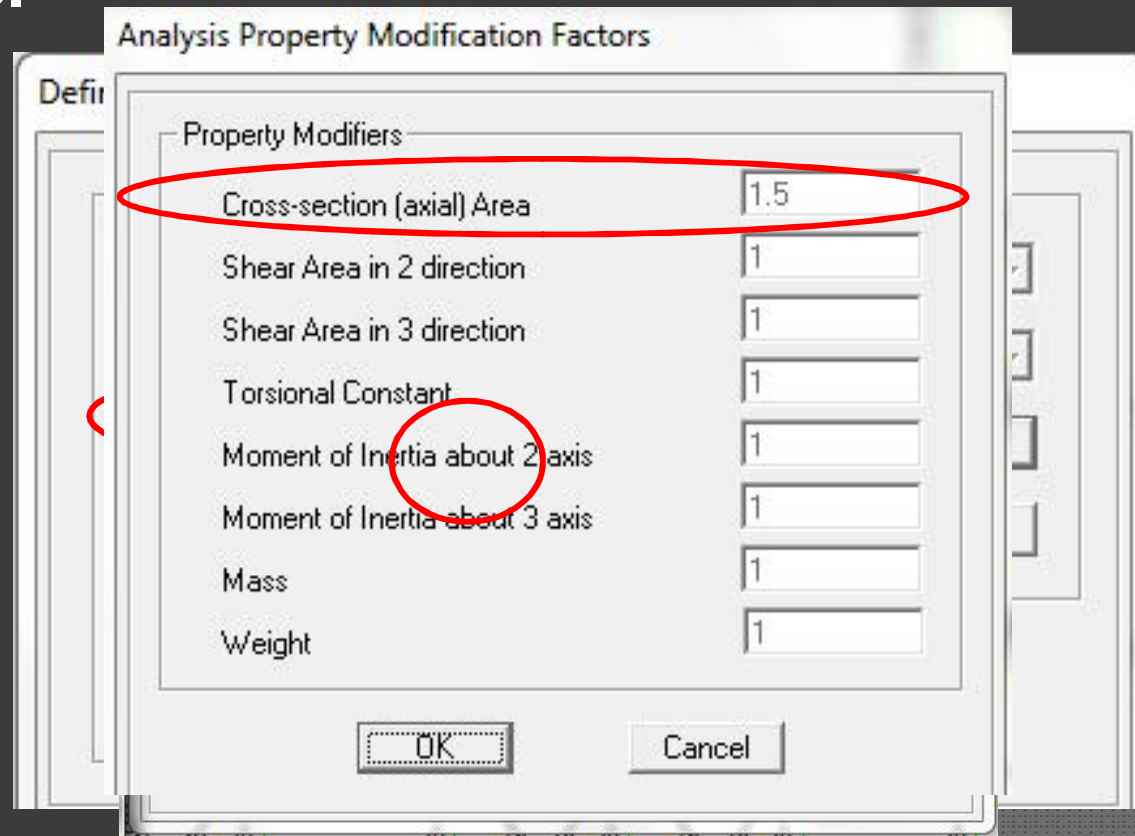 Analysis Property Modification Factors
Defin
Property Modifiers
Cross-section (axial) Area 1.5
Shear Area in 2 direction 1
Shear Area in 3 direction 1
Torsional Constant 1
Moment of Inertia about 2 axis 1
Moment of Inertia about 3 axis 1
Mass 1
Weight 1
OK Cancel